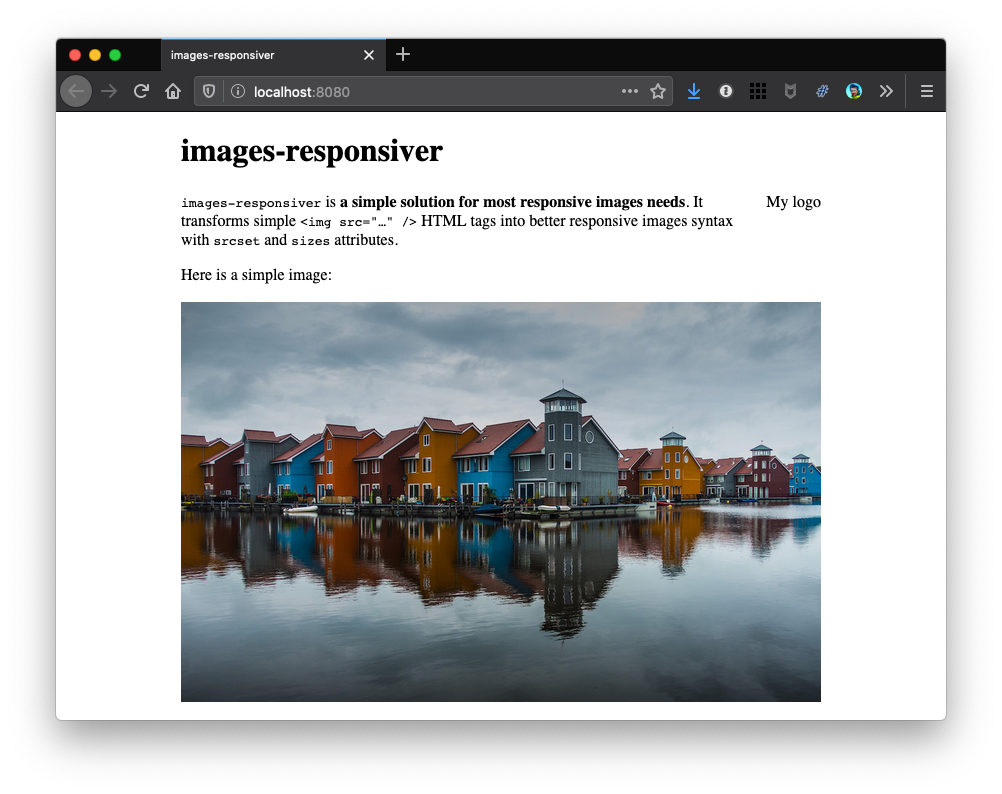 images-responsiver
localhost:8080
images-responsiver
images-responsiver is a simple solution for most responsive images needs. It
transforms simple <img src="…" /> HTML tags into better responsive images syntax
with srcset and sizes attributes.
My logo
Here is a simple image: